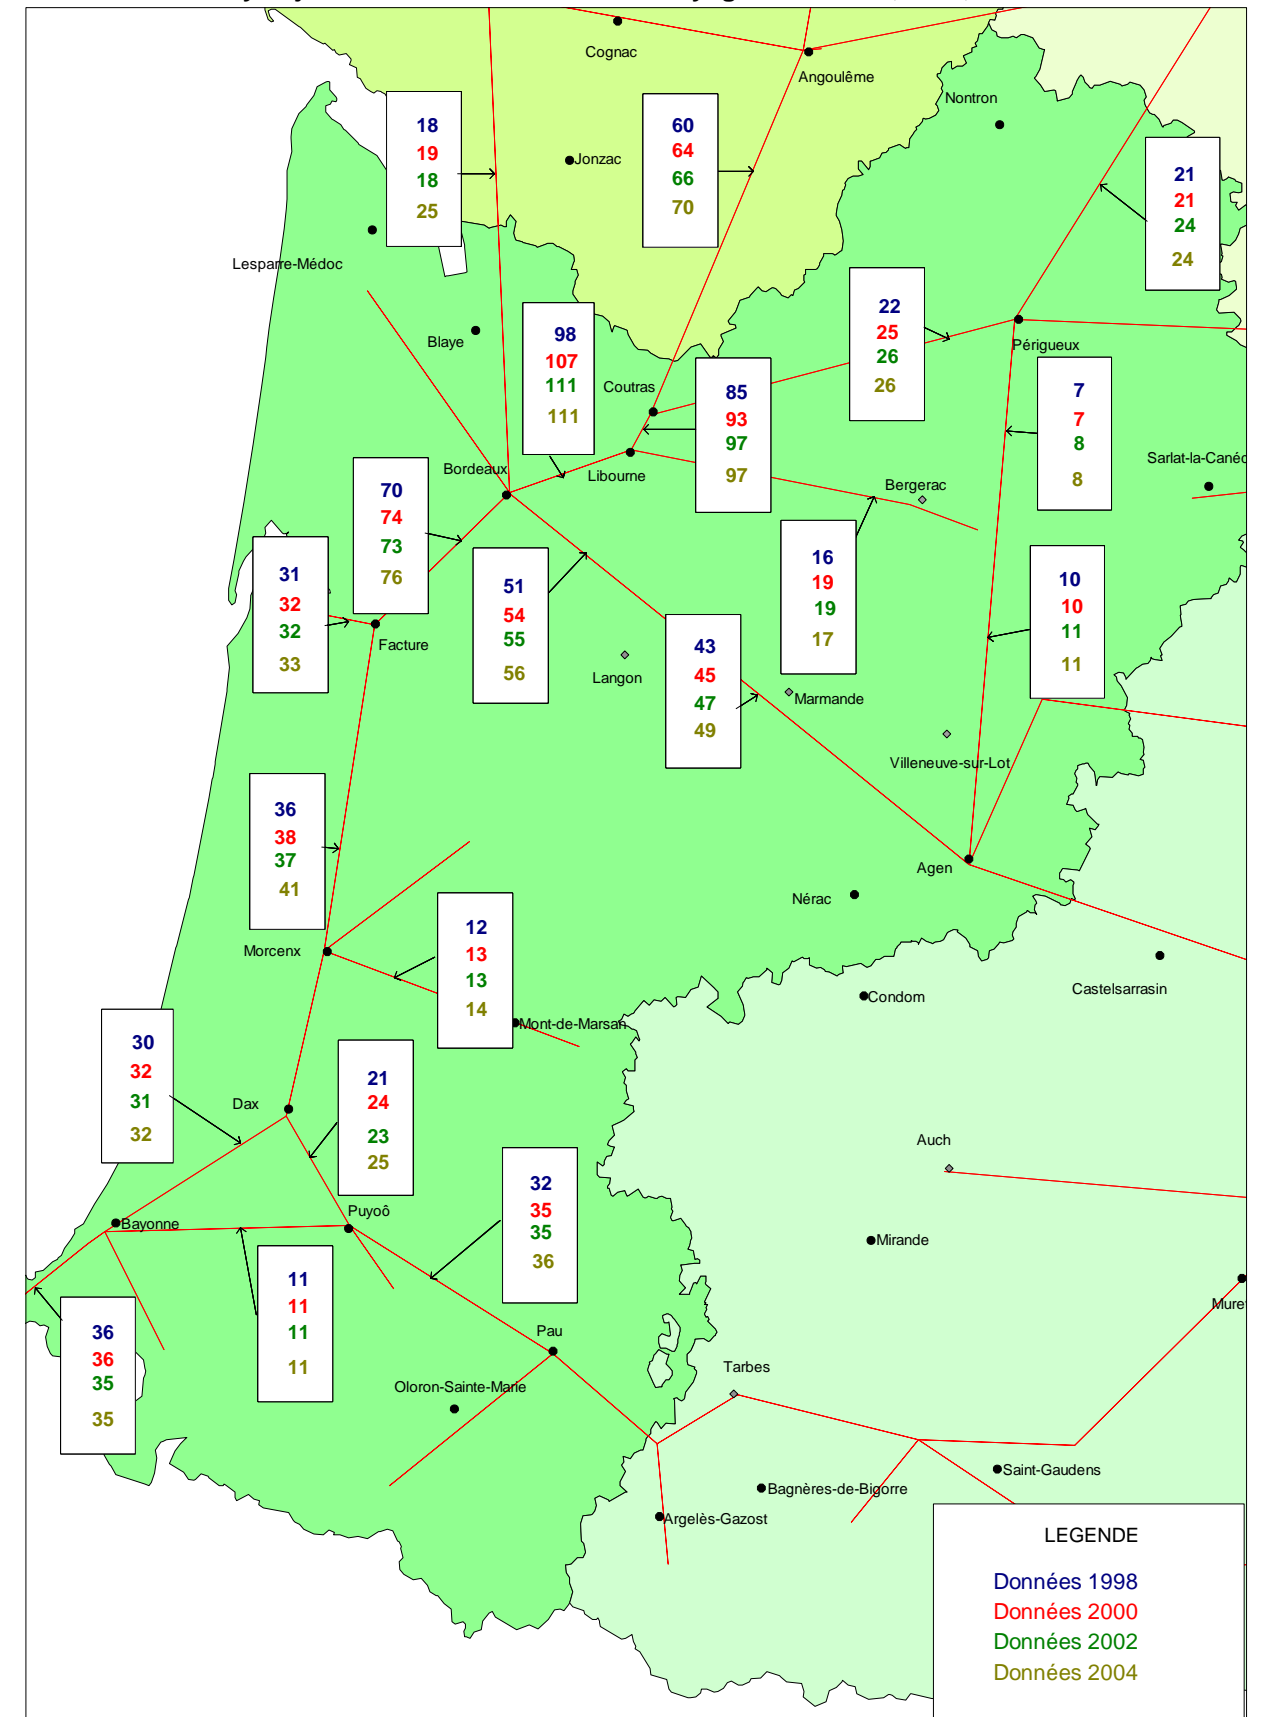 Cognac
Angoulême
Nontron
18
19
18
25
60
64
66
70
Jonzac
21
21
24
24
Lesparre-Médoc
22
25
26
26
Blaye
98
107
111
111
Périgueux
Coutras
85
93
97
97
7
7
8
8
Bordeaux
Libourne
Bergerac
Sarlat-la-Canéd
70
74
73
76
31
32
32
33
51
54
55
56
16
19
19
17
10
10
11
11
Facture
Langon
43
45
47
49
Marmande
Villeneuve-sur-Lot
36
38
37
41
Agen
Nérac
Morcenx
12
13
13
14
Castelsarrasin
Condom
Mont-de-Marsan
30
32
31
32
Dax
21
24
23
25
Auch
32
35
35
36
Puyoô
Bayonne
Mirande
11
11
11
11
Muret
36
36
35
35
Pau
Tarbes
Oloron-Sainte-Marie
Saint-Gaudens
Bagnères-de-Bigorre
Argelès-Gazost
LEGENDE
Données 1998
Données 2000
Données 2002
Données 2004